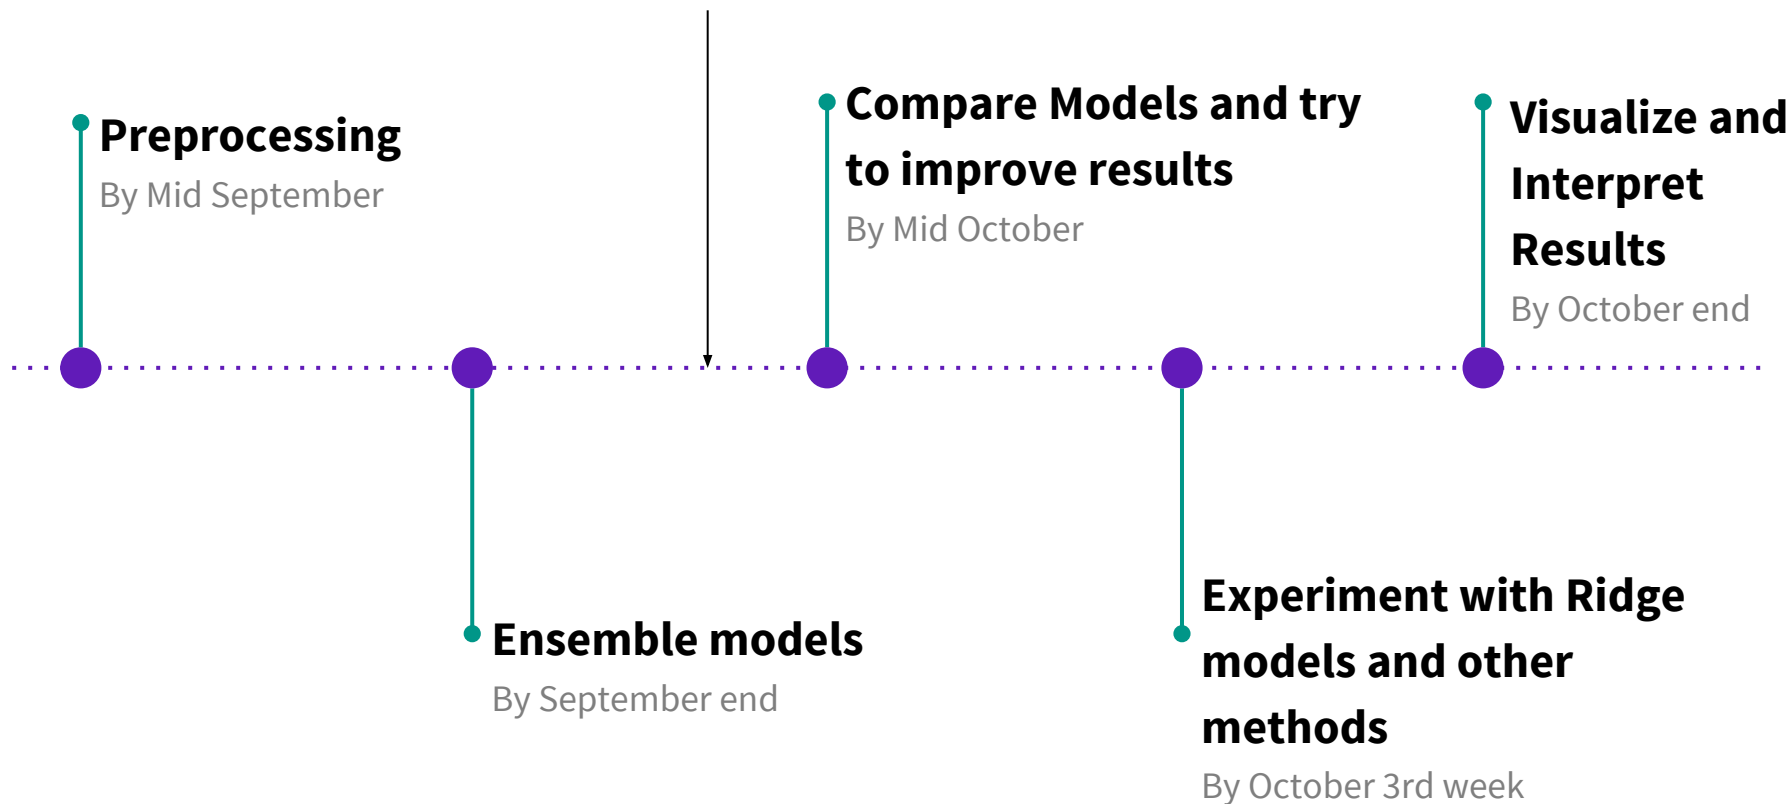 Preprocessing
By Mid September
Compare Models and try
to improve results
By Mid October
Visualize and
Interpret
Results
By October end
Ensemble models
By September end
Experiment with Ridge
models and other
methods
By October 3rd week